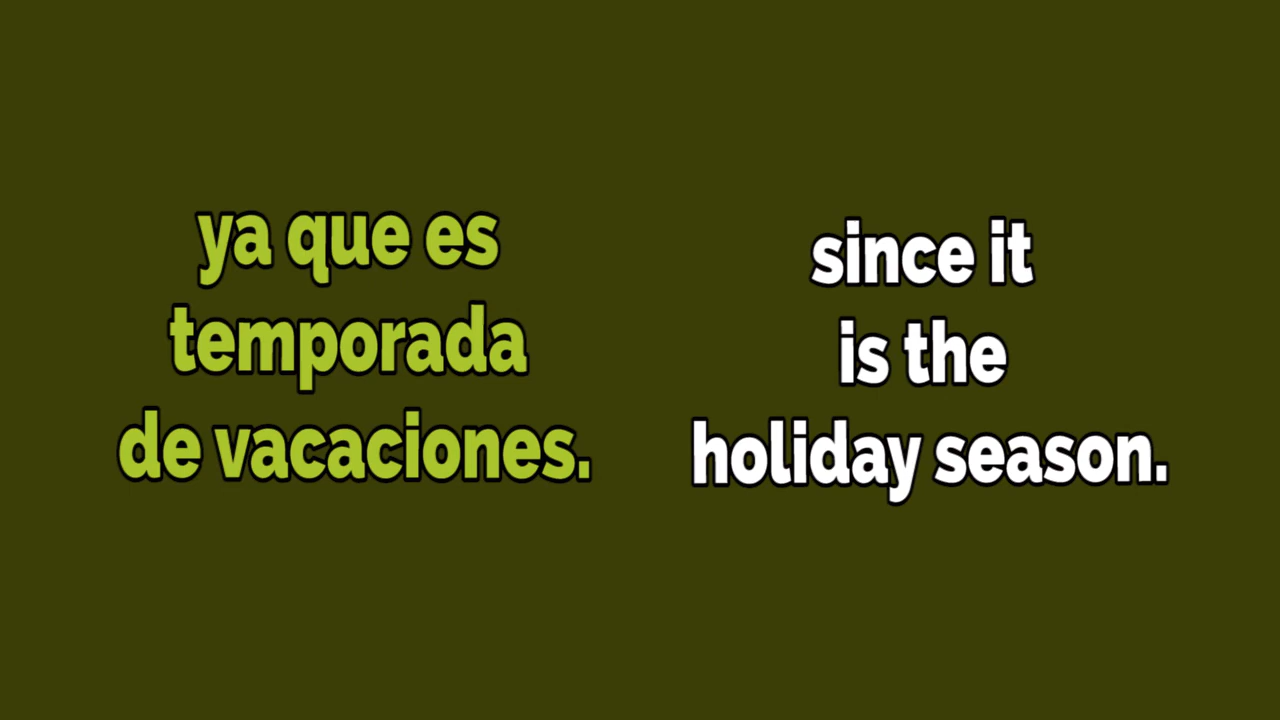 ya que es
temporada
de vacaciones.
since it
is the
holiday season.